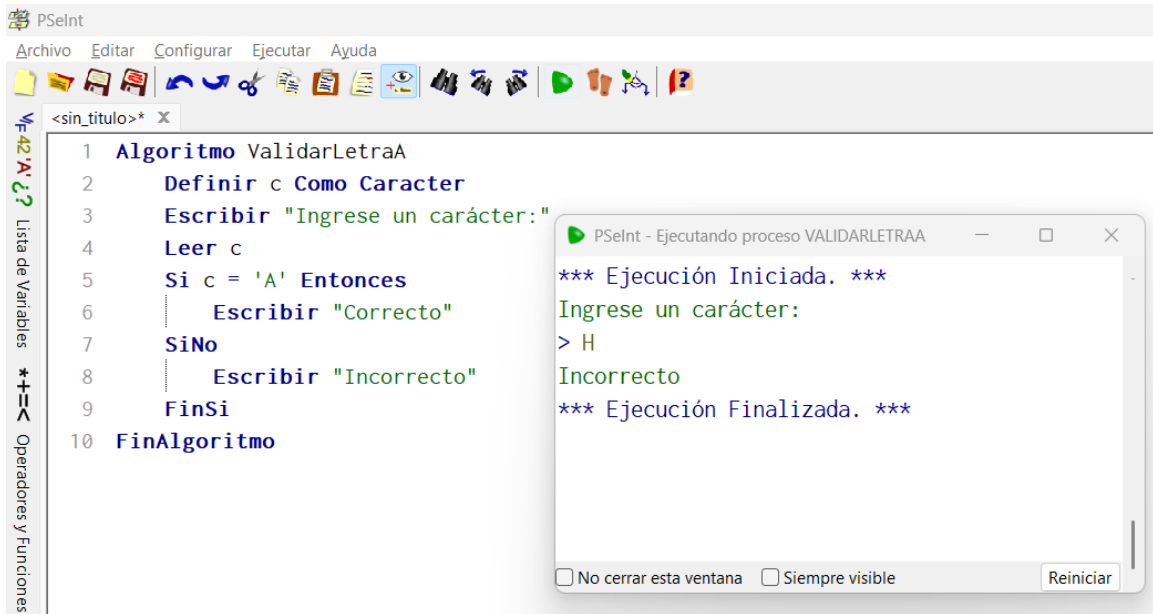 PSeInt
Archivo Editar Configurar Ejecutar Ayuda
<sin_titulo>* X
1 Algoritmo ValidarLetraA
2 Definir c Como Caracter
3 Escribir "Ingrese un carácter:"
4 Leer c
5 Si c = 'A' Entonces
6 Escribir "Correcto"
7 SiNo
8 Escribir "Incorrecto"
9 FinSi
10 FinAlgoritmo
VF 42 'A' ¿? Lista de Variables
*+=< Operadores y Funciones
PSeInt - Ejecutando proceso VALIDARLETRAA
*** Ejecución Iniciada. ***
Ingrese un carácter:
> H
Incorrecto
*** Ejecución Finalizada. ***
No cerrar esta ventana Siempre visible Reiniciar